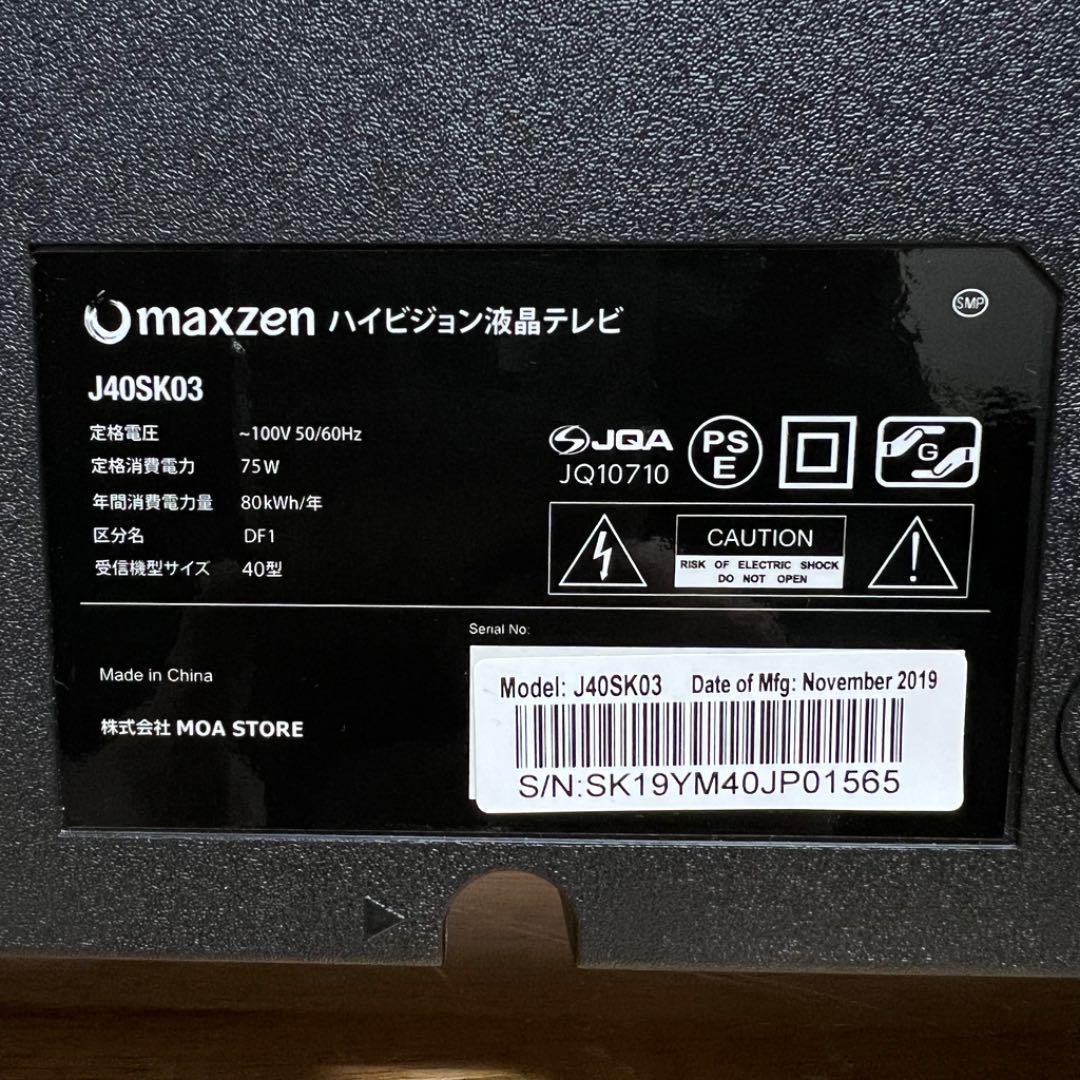 maxzen ハイビジョン液晶テレビ
SMP
J40SK03
定格電圧 ~100V 50/60Hz
定格消費電力 75W
年間消費電力量 80kWh/年
区分名 DF1
受信機型サイズ 40型
JQA
JQ10710
PS
E
G
CAUTION
RISK OF ELECTRIC SHOCK
DO NOT OPEN
Serial No:
Made in China
株式会社 MOA STORE
Model: J40SK03 Date of Mfg: November 2019
S/N:SK19YM40JP01565